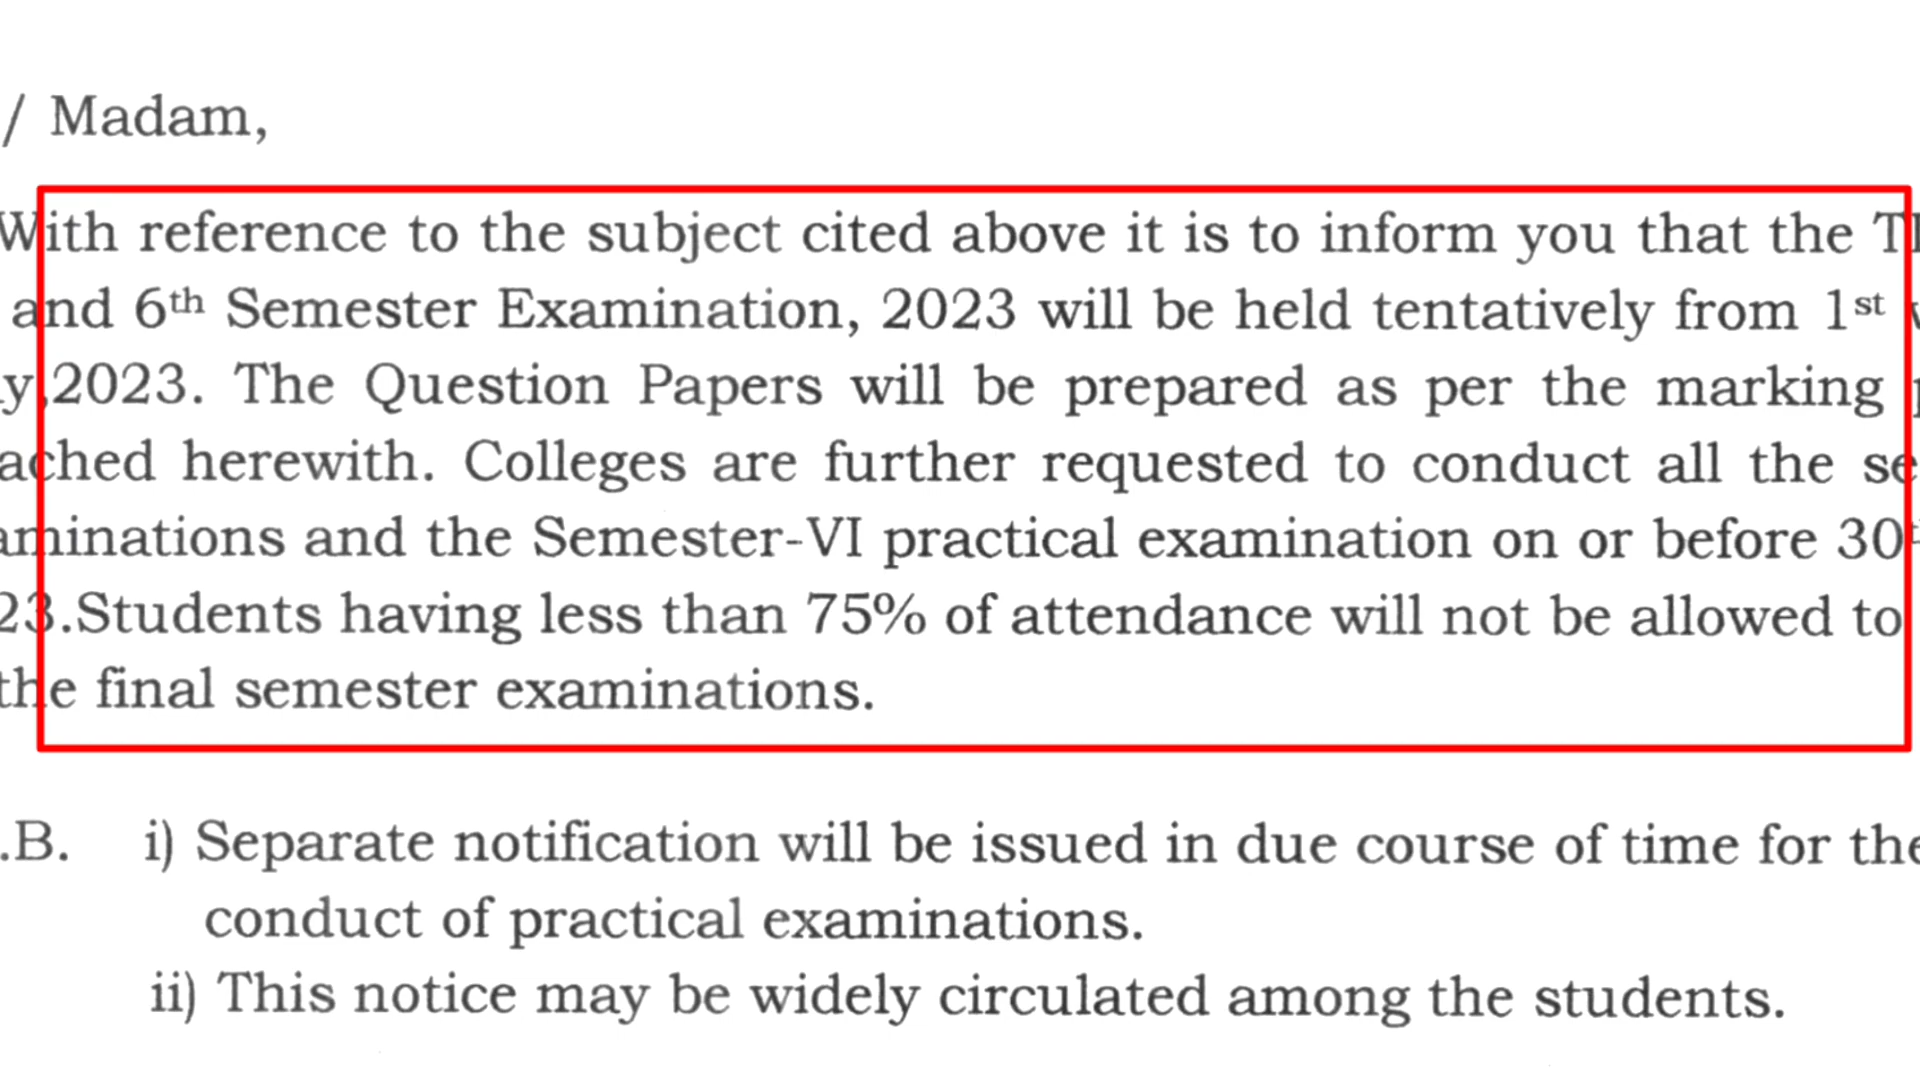 / Madam,
With reference to the subject cited above it is to inform you that the
and 6th Semester Examination, 2023 will be held tentatively from 1st
y,2023. The Question Papers will be prepared as per the marking
ached herewith. Colleges are further requested to conduct all the se
aminations and the Semester-VI practical examination on or before 30th
23.Students having less than 75% of attendance will not be allowed to
the final semester examinations.
.B. i) Separate notification will be issued in due course of time for the
conduct of practical examinations.
ii) This notice may be widely circulated among the students.